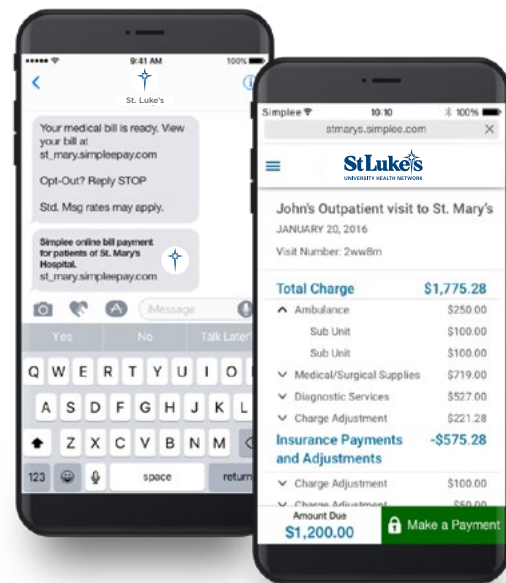 9:41 AM
100%
St. Luke's
Your medical bill is ready. View
your bill at
st_mary.simpleepay.com
Opt-Out? Reply STOP
Std. Msg rates may apply.
Simplee online bill payment
for patients of St. Mary's
Hospital.
st_mary.simpleepay.com
iMessage
Yes No Talk Later?
Q W E R T Y U I O
A S D F G H J K L
Z X C V B N M
123 space return
Simplee 10:10 100%
stmarys.simplee.com
StLuke's
UNIVERSITY HEALTH NETWORK
John's Outpatient visit to St. Mary's
JANUARY 20, 2016
Visit Number: 2ww8m
Total Charge $1,775.28
Ambulance $250.00
Sub Unit $100.00
Sub Unit $100.00
Medical/Surgical Supplies $719.00
Diagnostic Services $527.00
Charge Adjustment $221.28
Insurance Payments -$575.28
and Adjustments
Charge Adjustment $100.00
Charge Adjustment $50.00
Amount Due
$1,200.00
Make a Payment